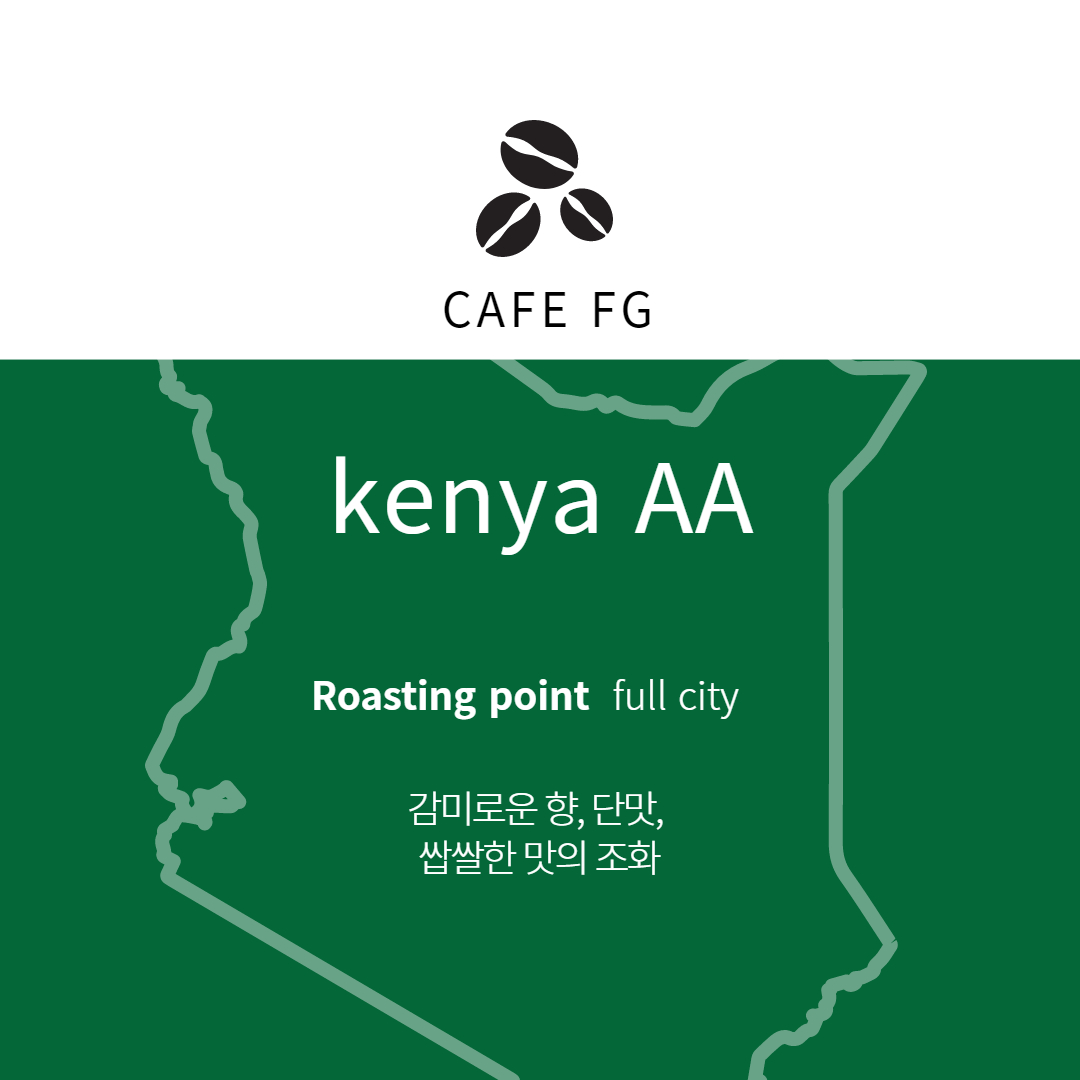 CAFE FG
kenya AA
Roasting point full city
감미로운 향, 단맛,
쌉쌀한 맛의 조화